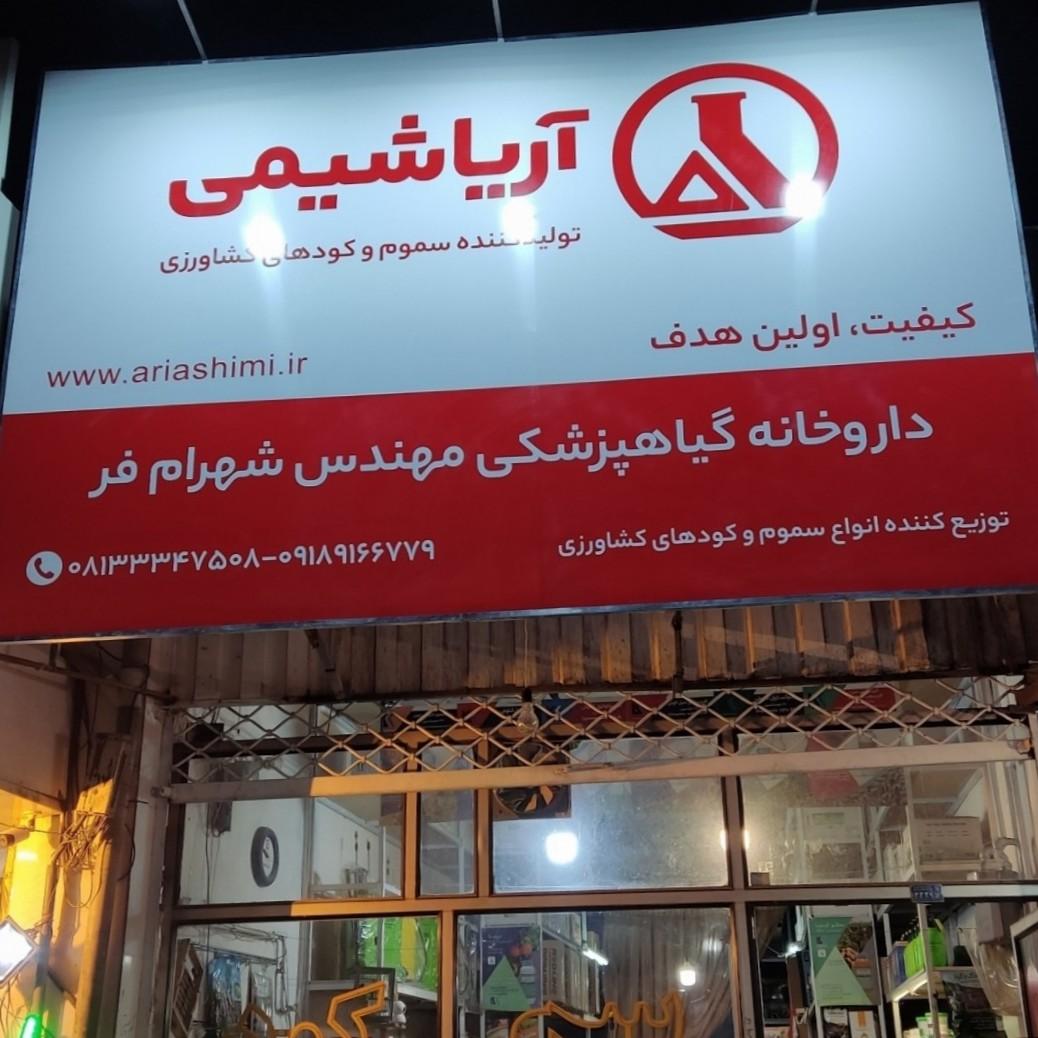 آریاشیمی
تولیدکننده سموم و کودهای کشاورزی
کیفیت، اولین هدف
www.ariashimi.ir
داروخانه گیاهپزشکی مهندس شهرام فر
توزیع کننده انواع سموم و کودهای کشاورزی
۰۸۱۳۳۳۴۷۵۰۸-۰۹۱۸۹۱۶۶۷۷۹